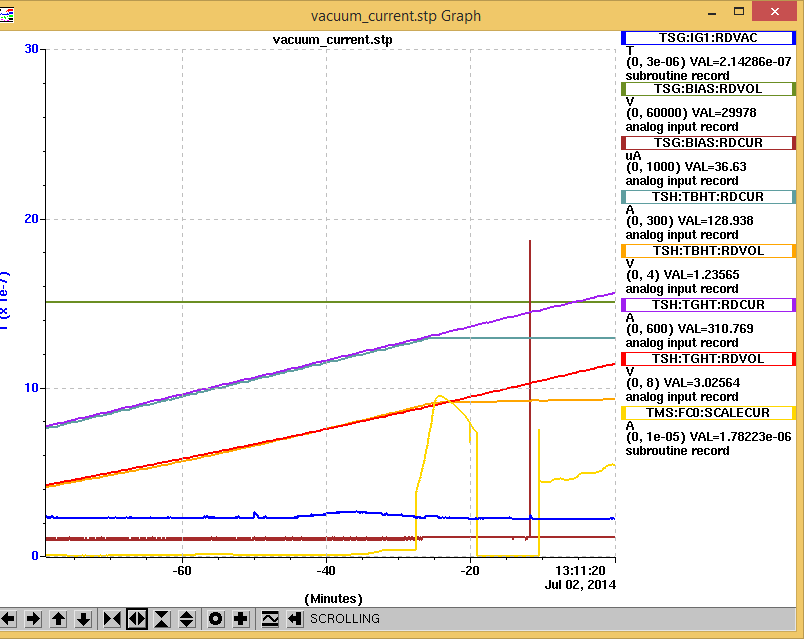 vacuum_current.stp Graph
vacuum_current.stp
30
20
10
0
-60
-40
-20
13:11:20
Jul 02, 2014
(Minutes)
TSG:IG1:RDVAC
T
(0, 3e-06) VAL=2.14286e-07
subroutine record
TSG:BIAS:RDVOL
V
(0, 60000) VAL=29978
analog input record
TSG:BIAS:RDCUR
uA
(0, 1000) VAL=36.63
analog input record
TSH:TBHT:RDCUR
A
(0, 300) VAL=128.938
analog input record
TSH:TBHT:RDVOL
V
(0, 4) VAL=1.23565
analog input record
TSH:TGHT:RDCUR
A
(0, 600) VAL=310.769
analog input record
TSH:TGHT:RDVOL
V
(0, 8) VAL=3.02564
analog input record
TMS:FC0:SCALECUR
A
(0, 1e-05) VAL=1.78223e-06
subroutine record
SCROLLING